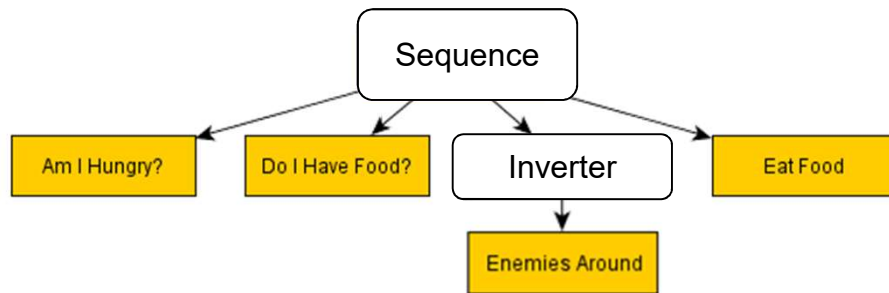 Sequence
Am I Hungry?
Do I Have Food?
Inverter
Eat Food
Enemies Around